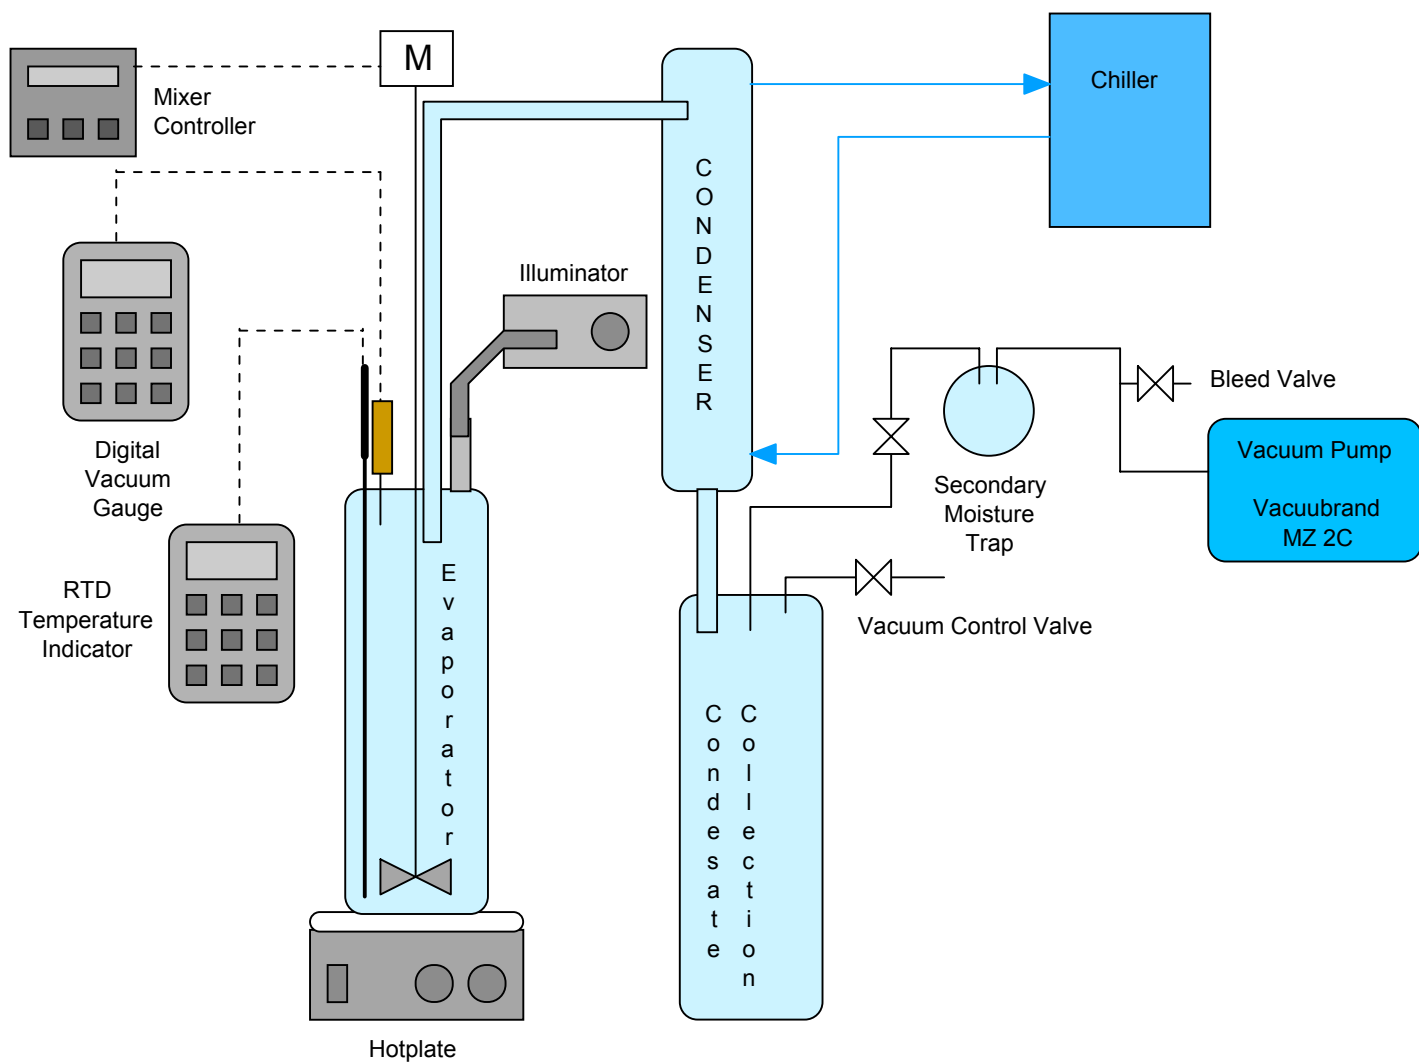 M
Mixer
Controller
Chiller
CONDENSER
Illuminator
Bleed Valve
Digital
Vacuum
Gauge
Vacuum Pump
Vacuubrand
MZ 2C
Secondary
Moisture
Trap
RTD
Temperature
Indicator
Evaporator
Vacuum Control Valve
Condesate
Collection
Hotplate